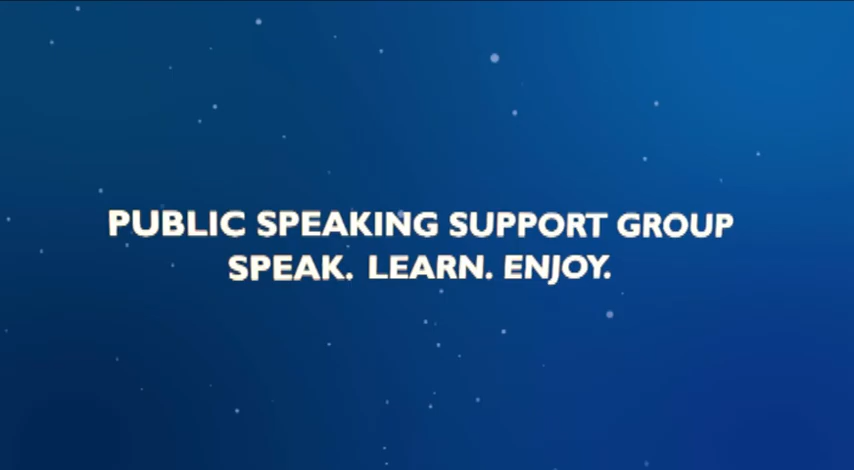 PUBLIC SPEAKING SUPPORT GROUP
SPEAK. LEARN. ENJOY.